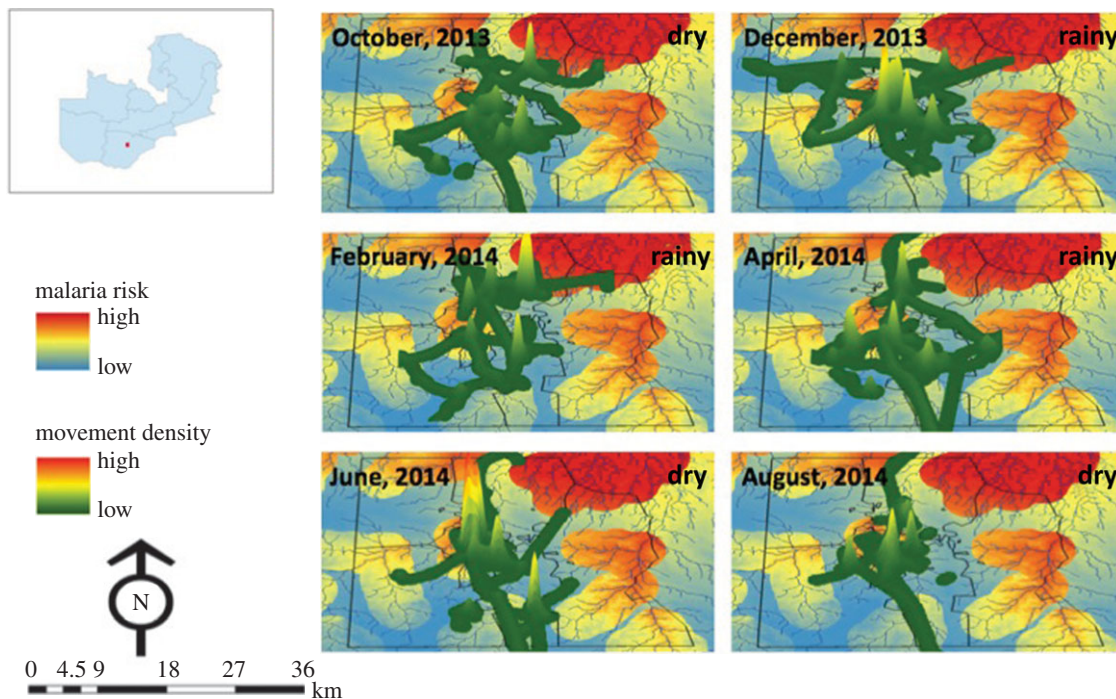 October, 2013 dry
December, 2013 rainy
February, 2014 rainy
April, 2014 rainy
June, 2014 dry
August, 2014 dry
malaria risk
high
low
movement density
high
low
N
0 4.5 9 18 27 36
km